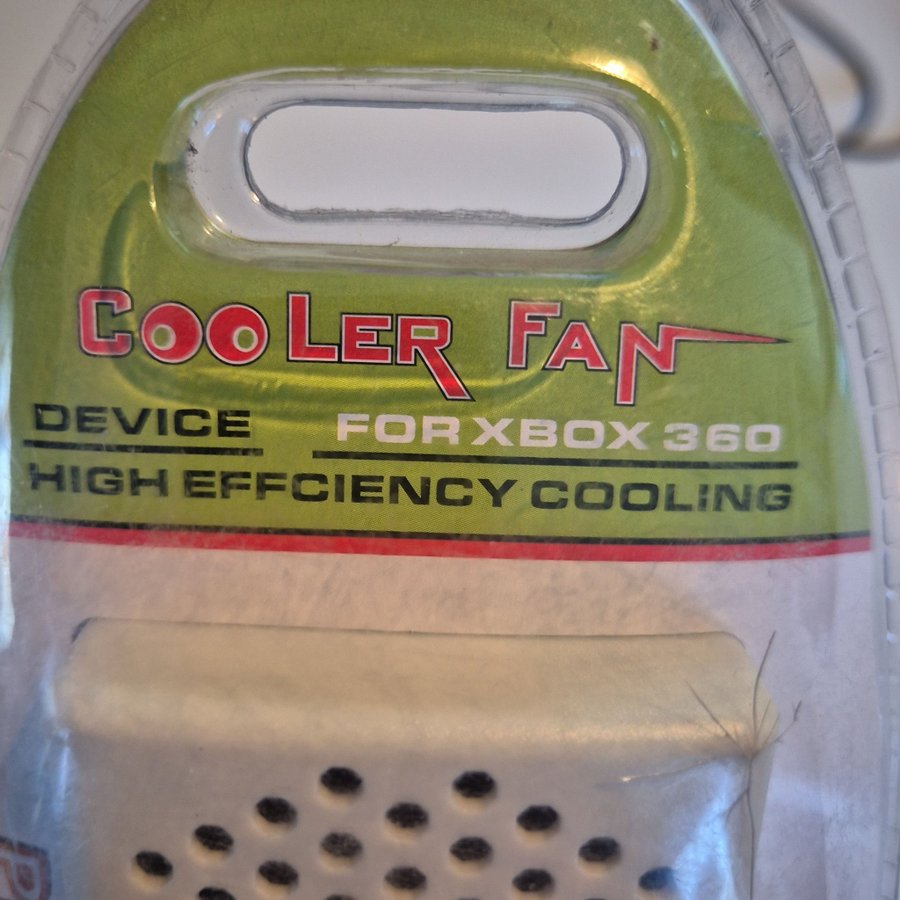 Cooler Fan
DEVICE FOR XBOX 360
HIGH EFFCIENCY COOLING